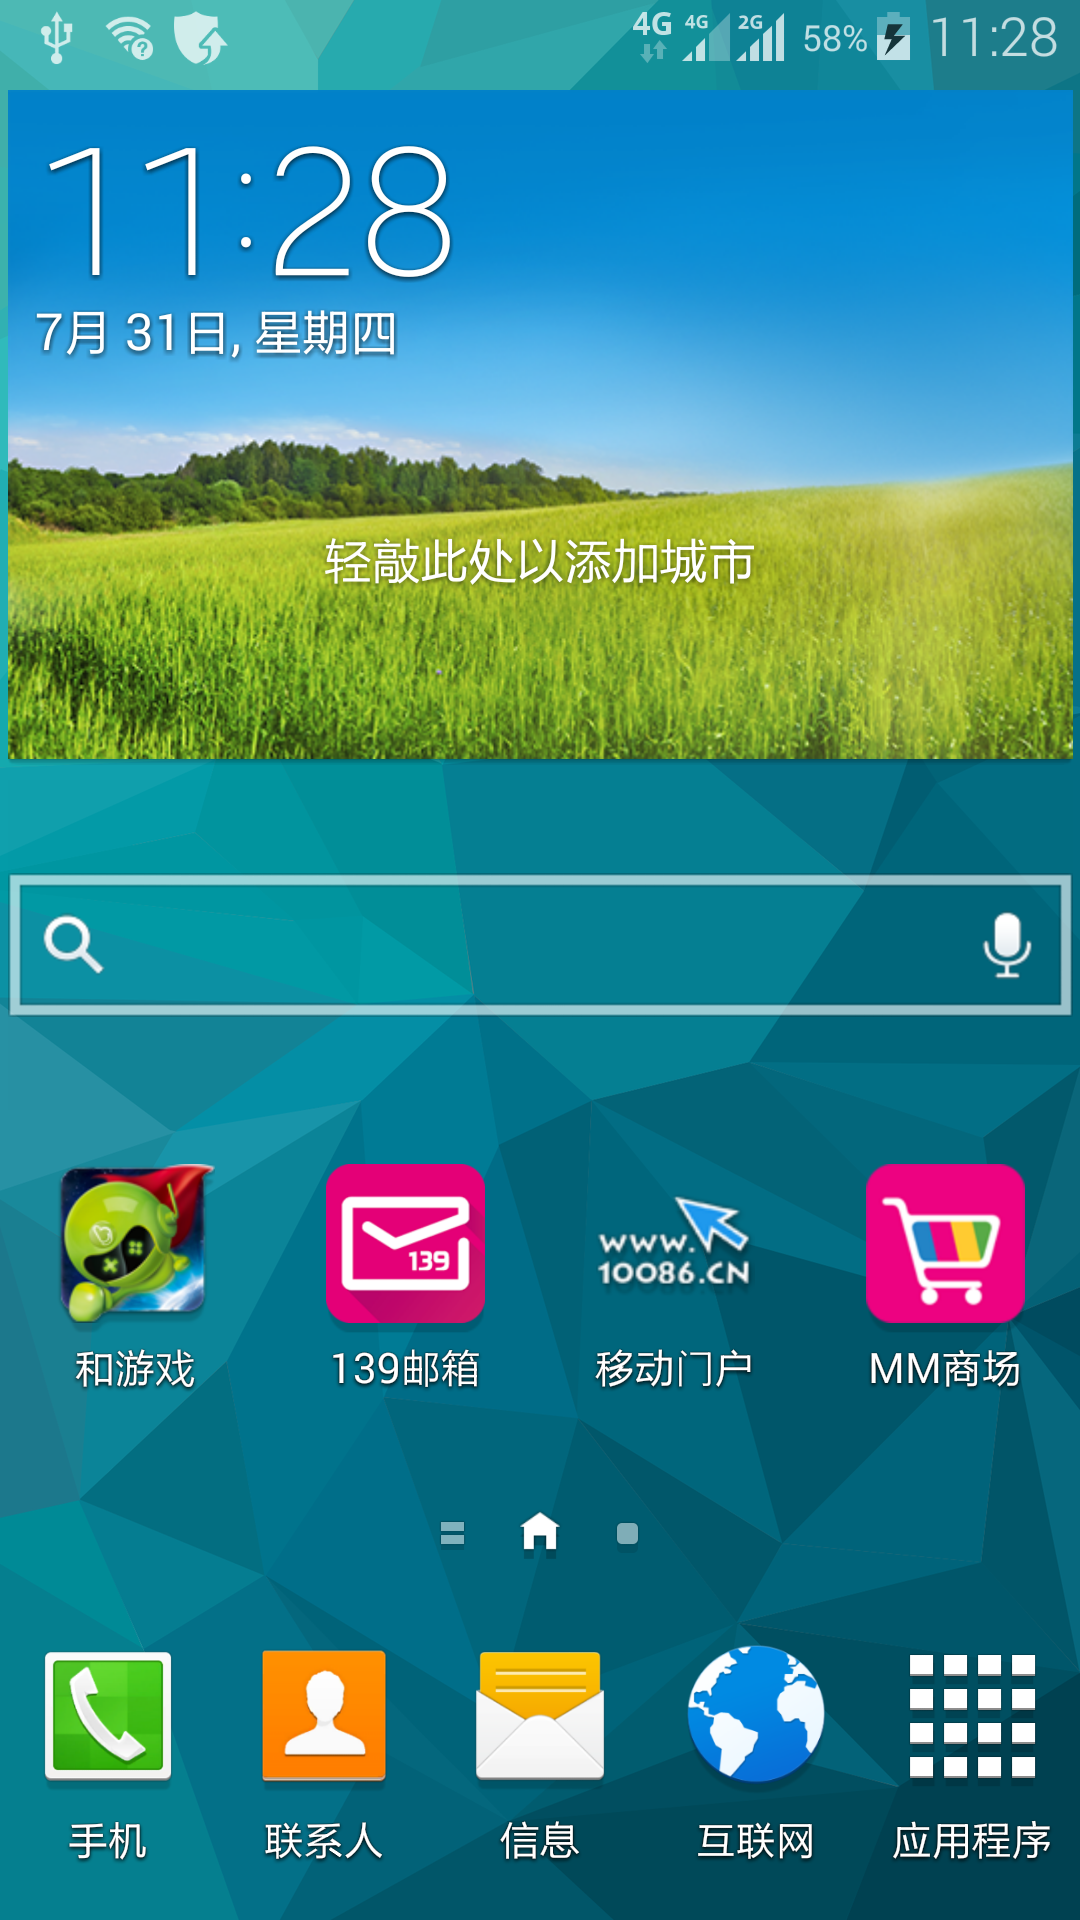 4G 4G 2G 58% 11:28
11:28
7月 31日, 星期四
轻敲此处以添加城市
139
www.
10086.CN
和游戏 139邮箱 移动门户 MM商场
手机 联系人 信息 互联网 应用程序